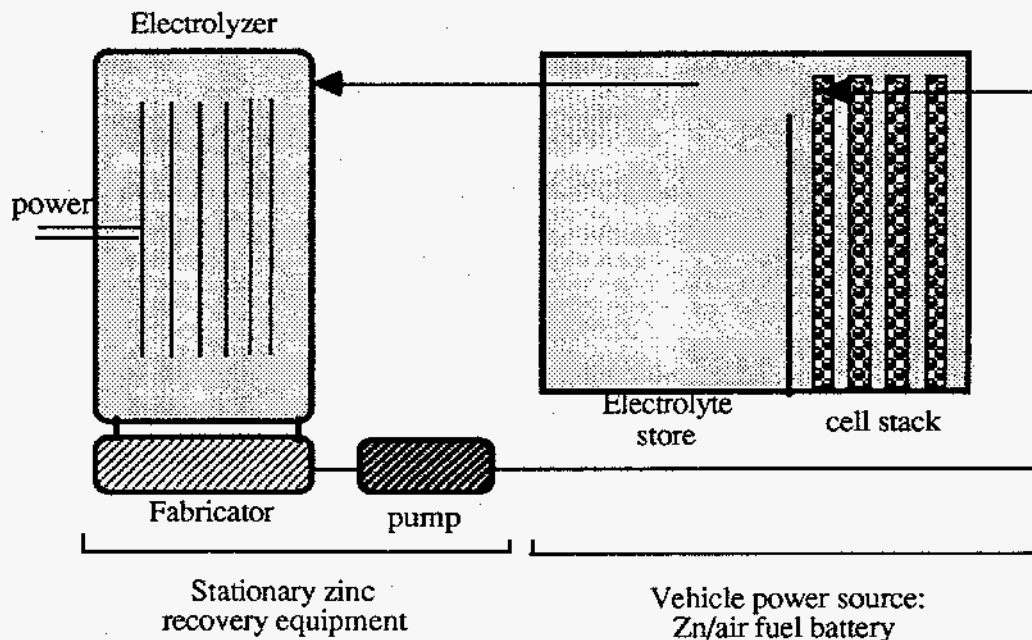 Electrolyzer
power
Electrolyte
store
cell stack
Fabricator
pump
Stationary zinc
recovery equipment
Vehicle power source:
Zn/air fuel battery